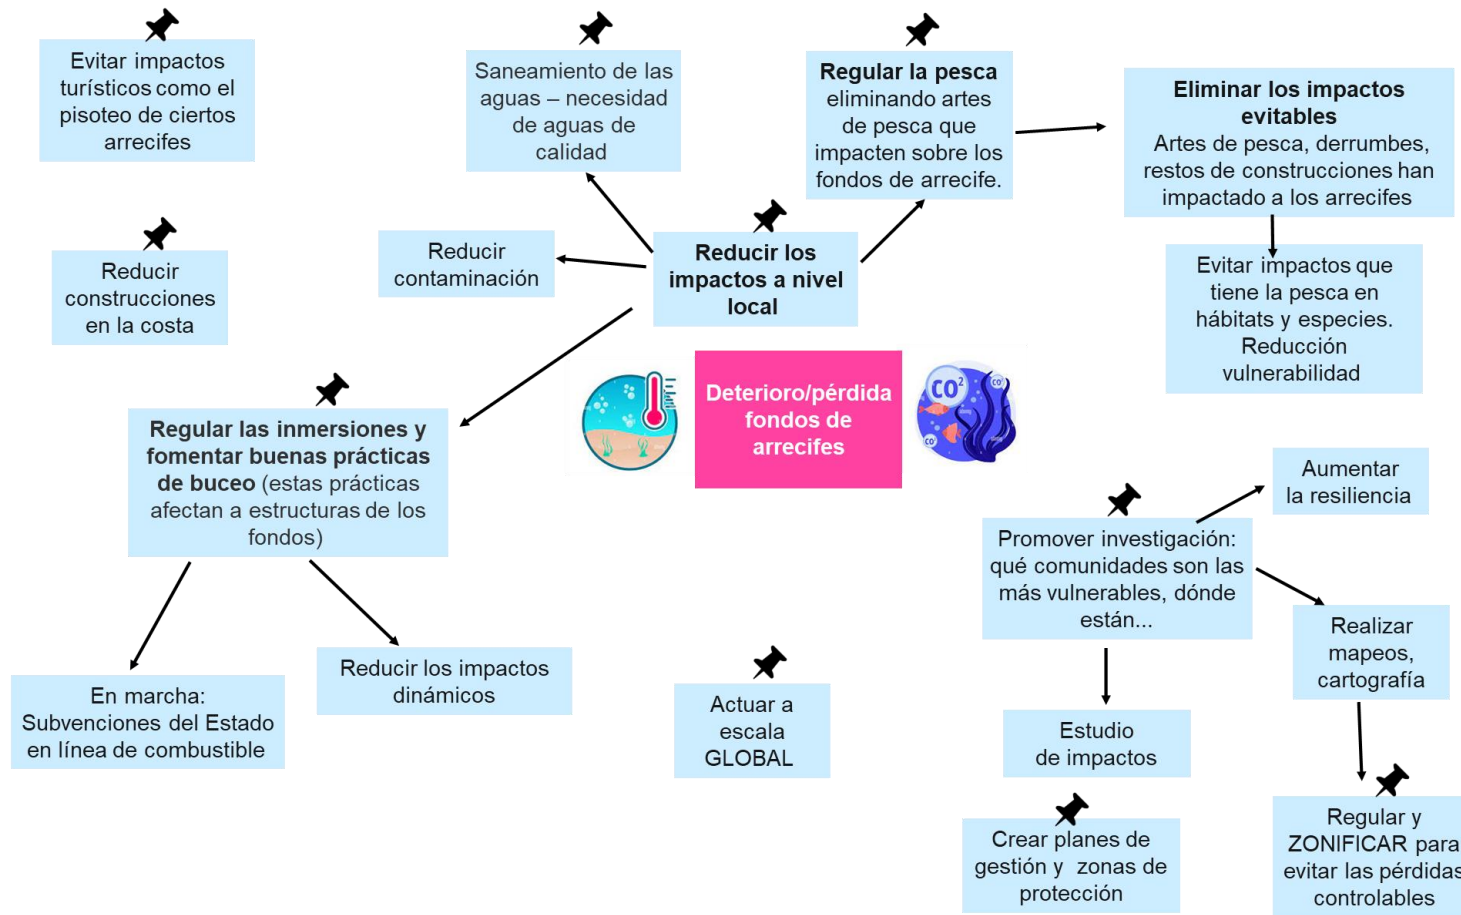 Evitar impactos
turísticos como el
pisoteo de ciertos
arrecifes
Saneamiento de las
aguas – necesidad
de aguas de
calidad
Regular la pesca
eliminando artes
de pesca que
impacten sobre los
fondos de arrecife.
Eliminar los impactos
evitables
Artes de pesca, derrumbes,
restos de construcciones han
impactado a los arrecifes
Reducir
construcciones
en la costa
Reducir
contaminación
Reducir los
impactos a nivel
local
Evitar impactos que
tiene la pesca en
hábitats y especies.
Reducción
vulnerabilidad
Deterioro/pérdida
fondos de
arrecifes
CO²
CO²
CO²
Regular las inmersiones y
fomentar buenas prácticas
de buceo (estas prácticas
afectan a estructuras de los
fondos)
Aumentar
la resiliencia
Promover investigación:
qué comunidades son las
más vulnerables, dónde
están...
Realizar
mapeos,
cartografía
En marcha:
Subvenciones del Estado
en línea de combustible
Reducir los impactos
dinámicos
Actuar a
escala
GLOBAL
Estudio
de impactos
Crear planes de
gestión y zonas de
protección
Regular y
ZONIFICAR para
evitar las pérdidas
controlables